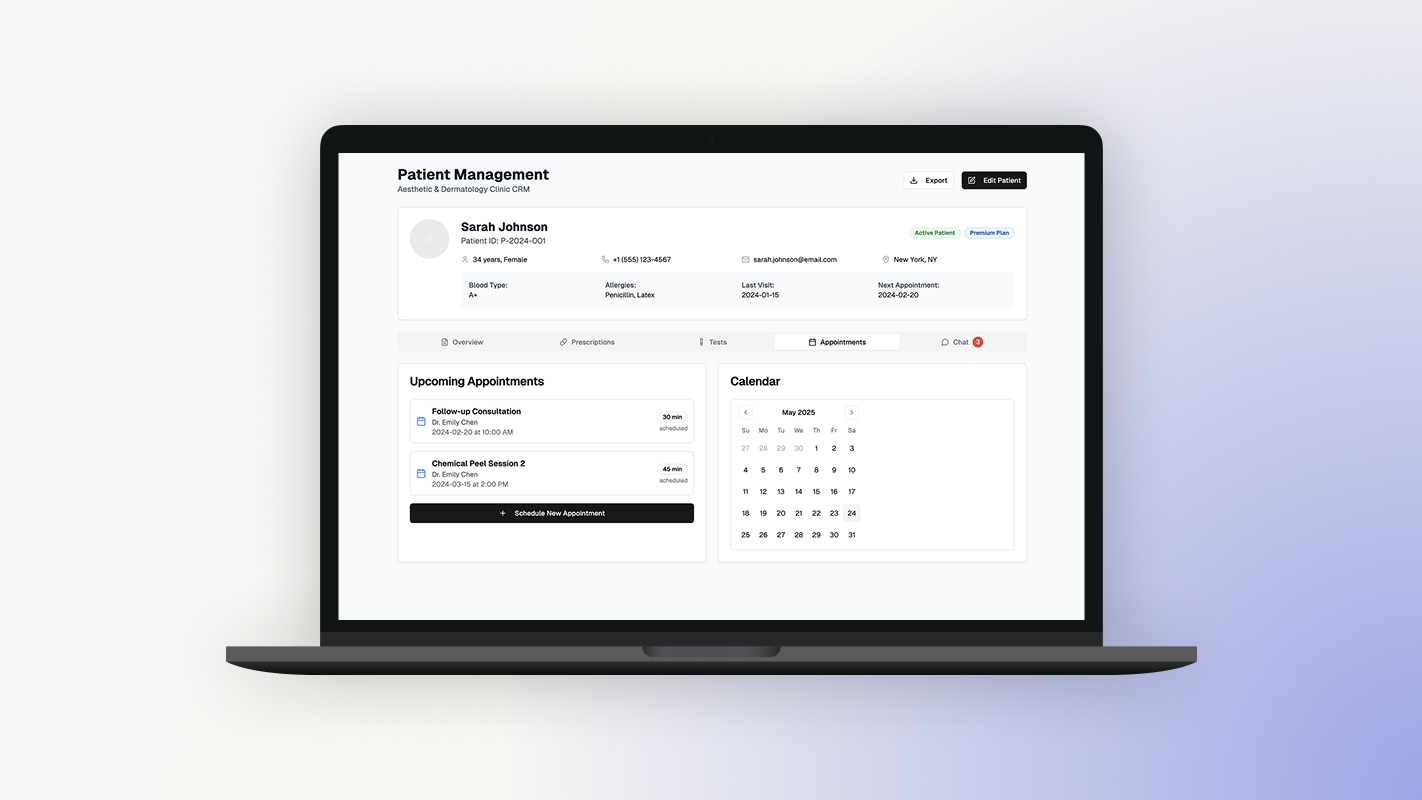 Patient Management
Aesthetic & Dermatology Clinic CRM
Export
Edit Patient
Sarah Johnson
Patient ID: P-2024-001
Active Patient
Premium Plan
34 years, Female
+1 (555) 123-4567
sarah.johnson@email.com
New York, NY
Blood Type:
A+
Allergies:
Penicillin, Latex
Last Visit:
2024-01-15
Next Appointment:
2024-02-20
Overview
Prescriptions
Tests
Appointments
Chat 3
Upcoming Appointments
Follow-up Consultation
Dr. Emily Chen
2024-02-20 at 10:00 AM
30 min
scheduled
Chemical Peel Session 2
Dr. Emily Chen
2024-03-15 at 2:00 PM
45 min
scheduled
+ Schedule New Appointment
Calendar
May 2025
Su Mo Tu We Th Fr Sa
27 28 29 30 1 2 3
4 5 6 7 8 9 10
11 12 13 14 15 16 17
18 19 20 21 22 23 24
25 26 27 28 29 30 31